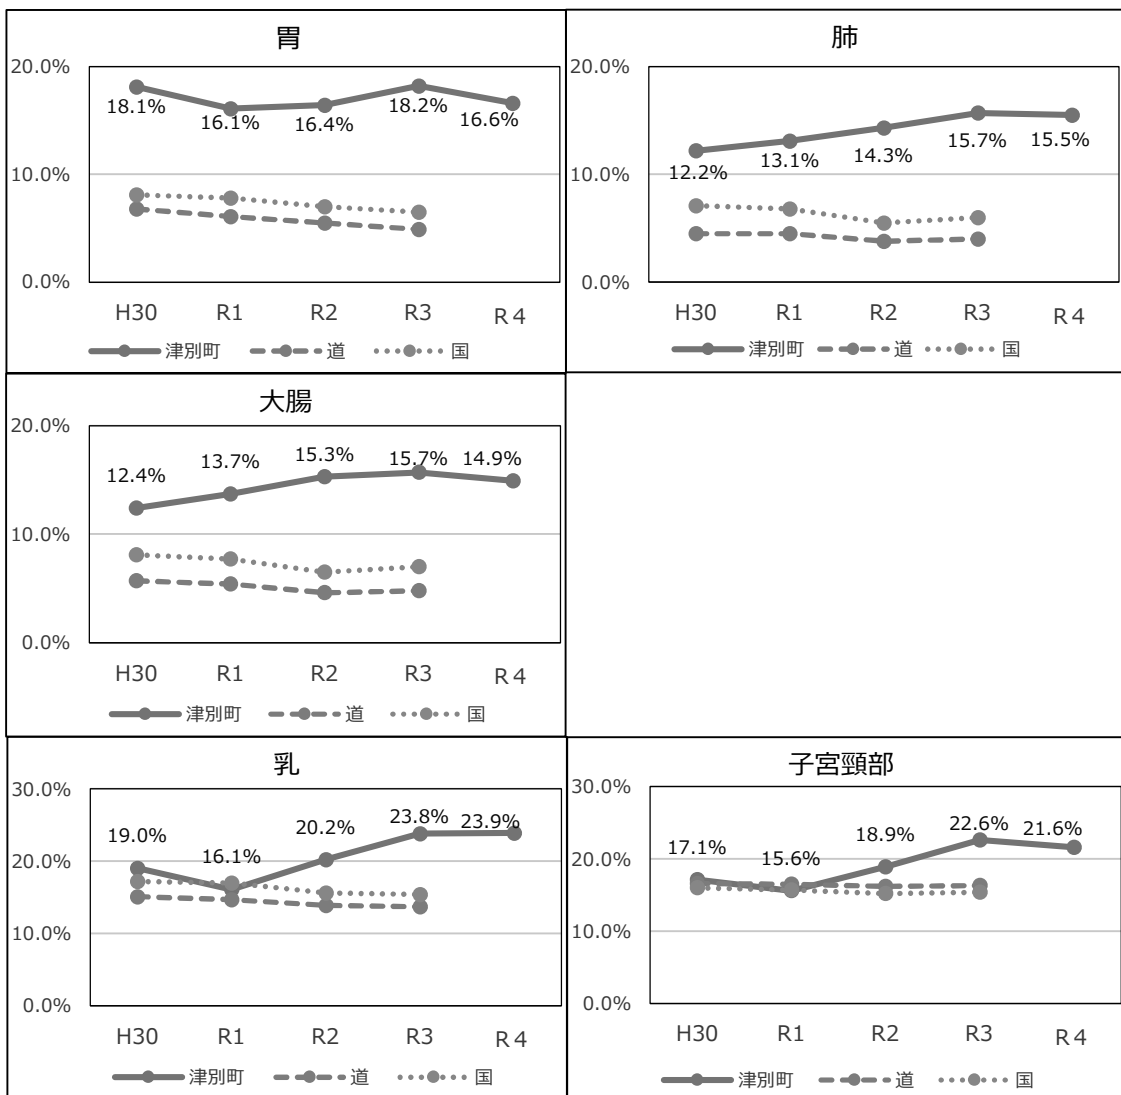 胃
20.0%
18.1%
16.1%
16.4%
18.2%
16.6%
10.0%
0.0%
H30
R1
R2
R3
R４
津別町
道
国
肺
20.0%
12.2%
13.1%
14.3%
15.7%
15.5%
10.0%
0.0%
H30
R1
R2
R3
R４
津別町
道
国
大腸
20.0%
12.4%
13.7%
15.3%
15.7%
14.9%
10.0%
0.0%
H30
R1
R2
R3
R４
津別町
道
国
乳
30.0%
19.0%
16.1%
20.2%
23.8%
23.9%
20.0%
10.0%
0.0%
H30
R1
R2
R3
R４
津別町
道
国
子宮頸部
30.0%
17.1%
15.6%
18.9%
22.6%
21.6%
20.0%
10.0%
0.0%
H30
R1
R2
R3
R４
津別町
道
国